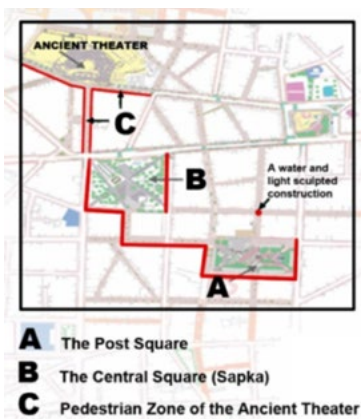 ANCIENT THEATER
C
B
A water and
light sculpted
construction
A
A The Post Square
B The Central Square (Sapka)
C Pedestrian Zone of the Ancient Theater